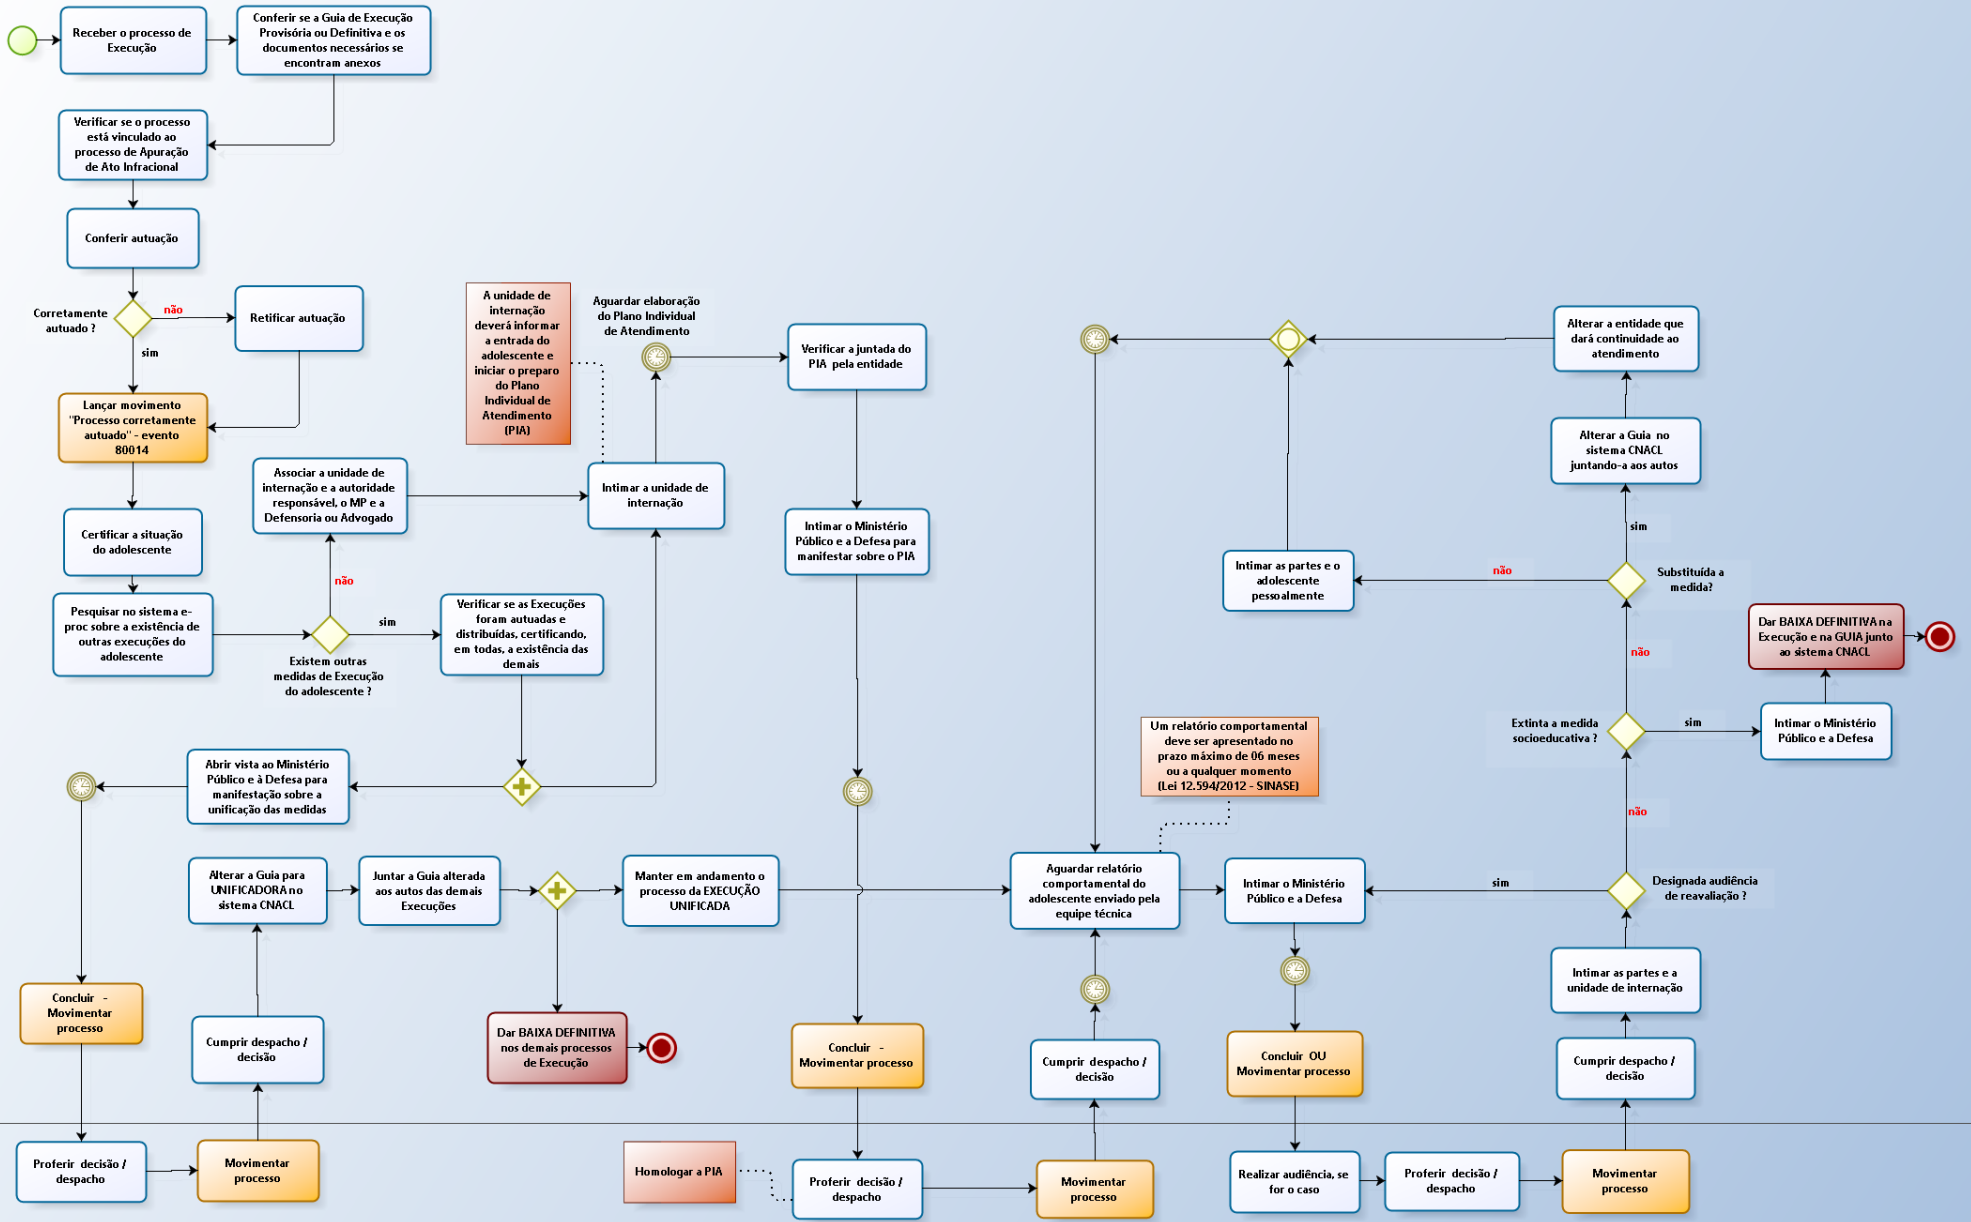 Receber o processo de
Execução
Conferir se a Guia de Execução
Provisória ou Definitiva e os
documentos necessários se
encontram anexos
Verificar se o processo
está vinculado ao
processo de Apuração
de Ato Infracional
Conferir autuação
Corretamente
autuado ?
não
sim
Retificar autuação
Lançar movimento
"Processo corretamente
autuado" - evento
80014
Certificar a situação
do adolescente
Pesquisar no sistema e-
proc sobre a existência de
outras execuções do
adolescente
Existem outras
medidas de Execução
do adolescente ?
não
sim
Associar a unidade de
internação e a autoridade
responsável, o MP e a
Defensoria ou Advogado
Verificar se as Execuções
foram autuadas e
distribuídas, certificando,
em todas, a existência das
demais
A unidade de
internação
deverá informar
a entrada do
adolescente e
iniciar o preparo
do Plano
Individual de
Atendimento
(PIA)
Intimar a unidade de
internação
Aguardar elaboração
do Plano Individual
de Atendimento
Verificar a juntada do
PIA pela entidade
Intimar o Ministério
Público e a Defesa para
manifestar sobre o PIA
Abrir vista ao Ministério
Público e à Defesa para
manifestação sobre a
unificação das medidas
Concluir -
Movimentar
processo
Proferir decisão /
despacho
Movimentar
processo
Cumprir despacho /
decisão
Alterar a Guia para
UNIFICADORA no
sistema CNACL
Juntar a Guia alterada
aos autos das demais
Execuções
Manter em andamento o
processo da EXECUÇÃO
UNIFICADA
Dar BAIXA DEFINITIVA
nos demais processos
de Execução
Concluir -
Movimentar processo
Homologar a PIA
Proferir decisão /
despacho
Movimentar
processo
Cumprir despacho /
decisão
Aguardar relatório
comportamental do
adolescente enviado pela
equipe técnica
Um relatório comportamental
deve ser apresentado no
prazo máximo de 06 meses
ou a qualquer momento
(Lei 12.594/2012 - SINASE)
Intimar o Ministério
Público e a Defesa
Concluir OU
Movimentar processo
Realizar audiência, se
for o caso
Proferir decisão /
despacho
Movimentar
processo
Cumprir despacho /
decisão
Intimar as partes e a
unidade de internação
Designada audiência
de reavaliação ?
sim
não
Extinta a medida
socioeducativa ?
sim
Intimar o Ministério
Público e a Defesa
Dar BAIXA DEFINITIVA na
Execução e na GUIA junto
ao sistema CNACL
não
Substituída a
medida?
não
Intimar as partes e o
adolescente
pessoalmente
sim
Alterar a Guia no
sistema CNACL
juntando-a aos autos
Alterar a entidade que
dará continuidade ao
atendimento